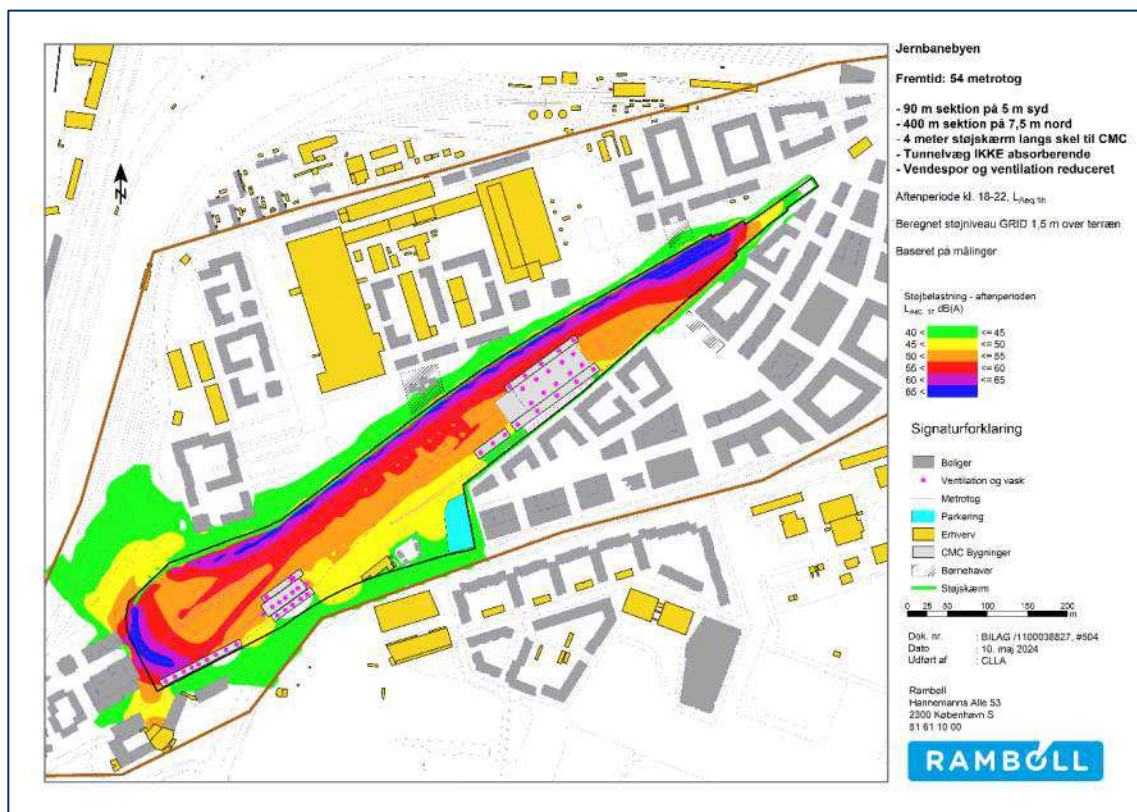 Jernbanebyen
Fremtid: 54 metrotog
- 90 m sektion på 5 m syd
- 400 m sektion på 7,5 m nord
- 4 meter støjskærm langs skel til CMC
- Tunnelvæg IKKE absorberende
- Vendespor og ventilation reduceret
Aftenperiode kl. 18-22, LAeq,1h
Beregnet støjniveau GRID 1,5 m over terræn
Baseret på målinger
Støjbelastning - aftenperioden
LAeq, 1t dB(A)
40 < <= 45
45 < <= 50
50 < <= 55
55 < <= 60
60 < <= 65
65 <
Signaturforklaring
Boliger
Ventilation og vask
Metrotog
Parkering
Erhverv
CMC Bygninger
Børnehaver
Støjskærm
0 25 50 100 150 200
m
Dok. nr. : BILAG /1100038827, #504
Dato : 10. maj 2024
Udført af : CLLA
Rambøll
Hannemanns Alle 53
2300 København S
51 61 10 00
RAMBOLL
N